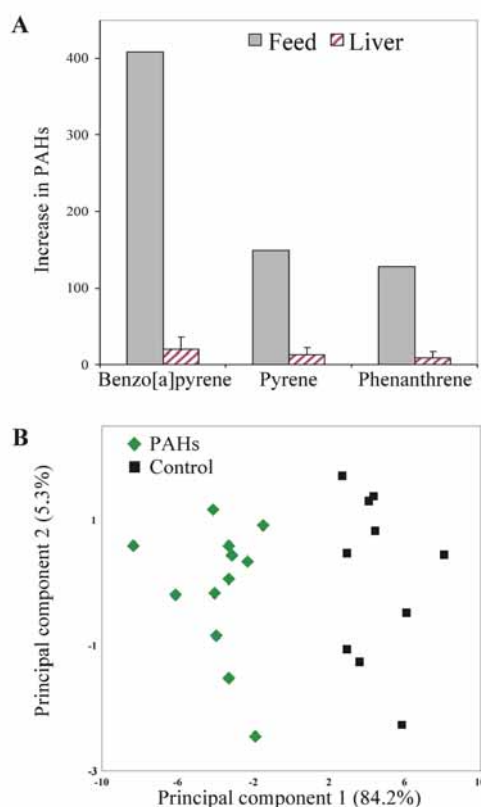 A
Feed Liver
Increase in PAHs
400
300
200
100
0
Benzo[a]pyrene Pyrene Phenanthrene
B
PAHs
Control
Principal component 2 (5.3%)
1
-1
-3
-10 -6 -2 2 6 10
Principal component 1 (84.2%)